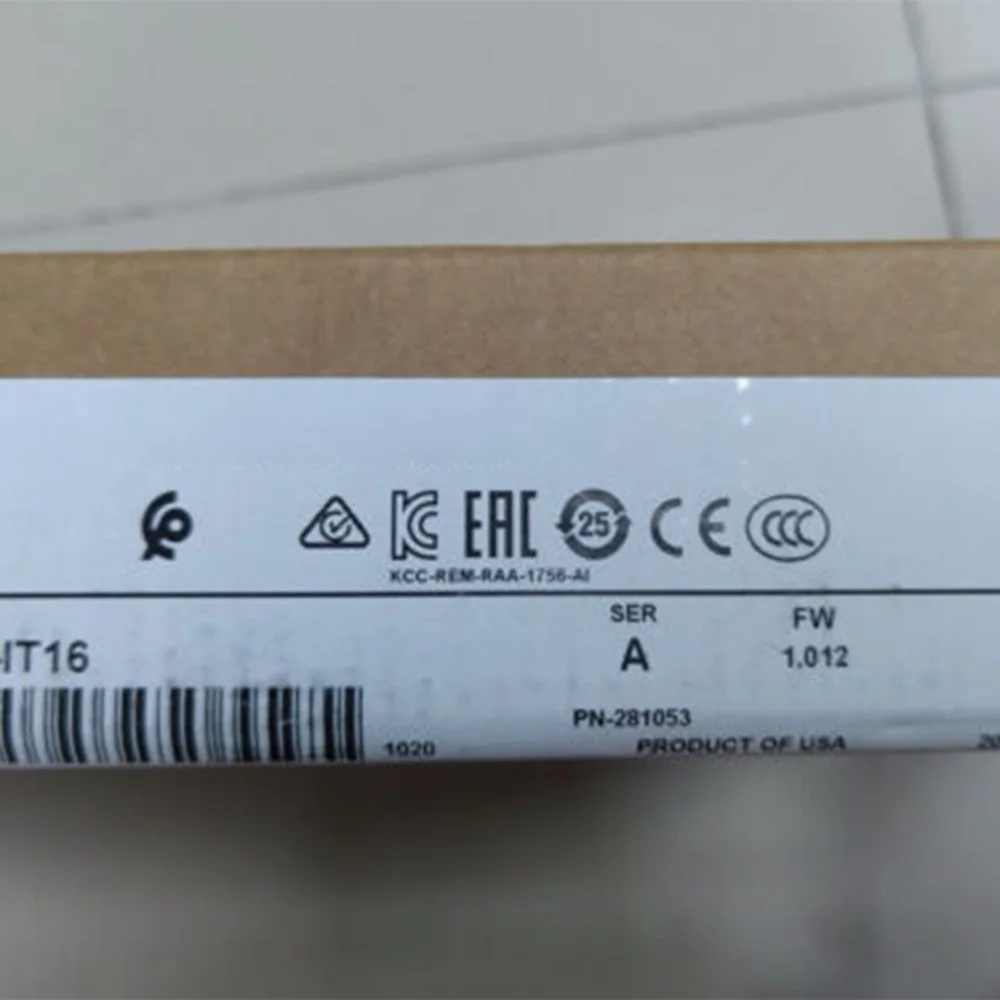 EAC 25 CE CCC
KCC-REM-RAA-1756-AI
SER FW
-IT16 A 1.012
PN-281053
1020 PRODUCT OF USA 20